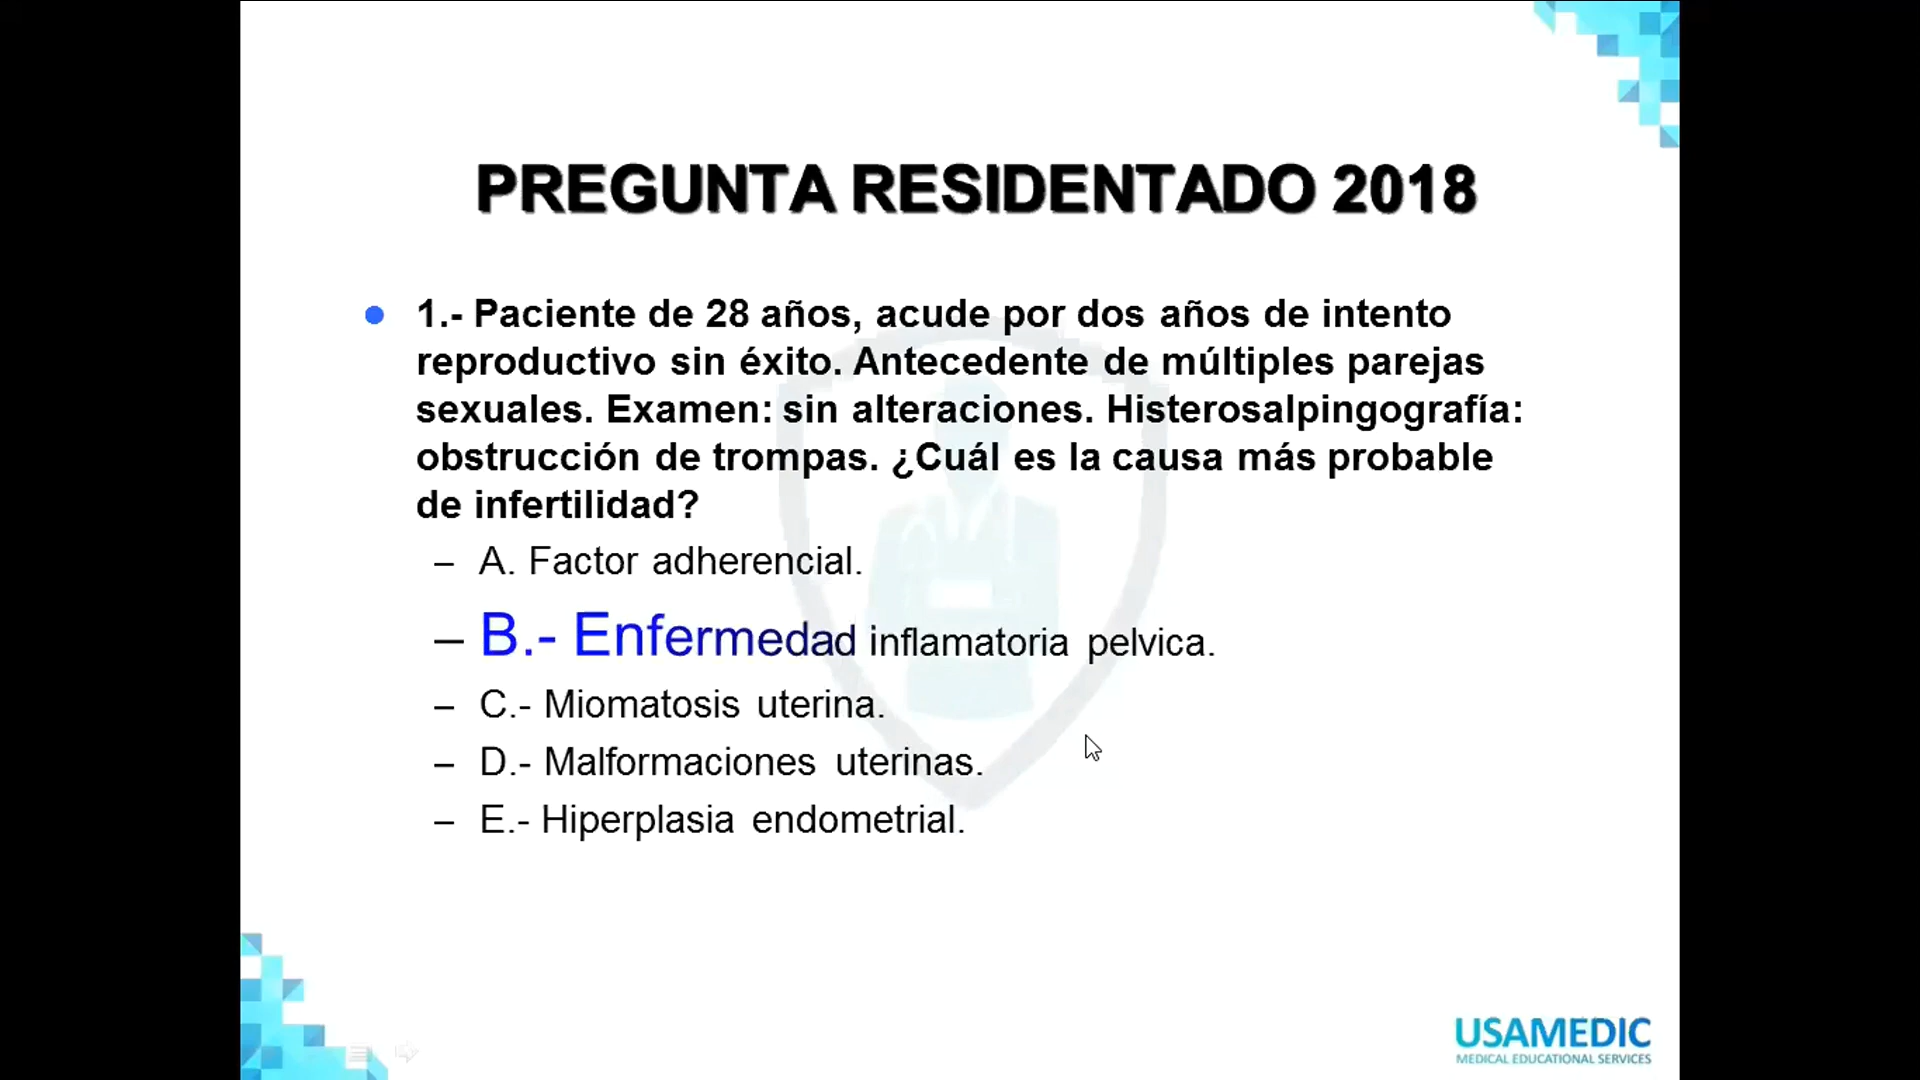 PREGUNTA RESIDENTADO 2018
1.- Paciente de 28 años, acude por dos años de intento
reproductivo sin éxito. Antecedente de múltiples parejas
sexuales. Examen: sin alteraciones. Histerosalpingografía:
obstrucción de trompas. ¿Cuál es la causa más probable
de infertilidad?
– A. Factor adherencial.
– B.- Enfermedad inflamatoria pelvica.
– C.- Miomatosis uterina.
– D.- Malformaciones uterinas.
– E.- Hiperplasia endometrial.
USAMEDIC
MEDICAL EDUCATIONAL SERVICES